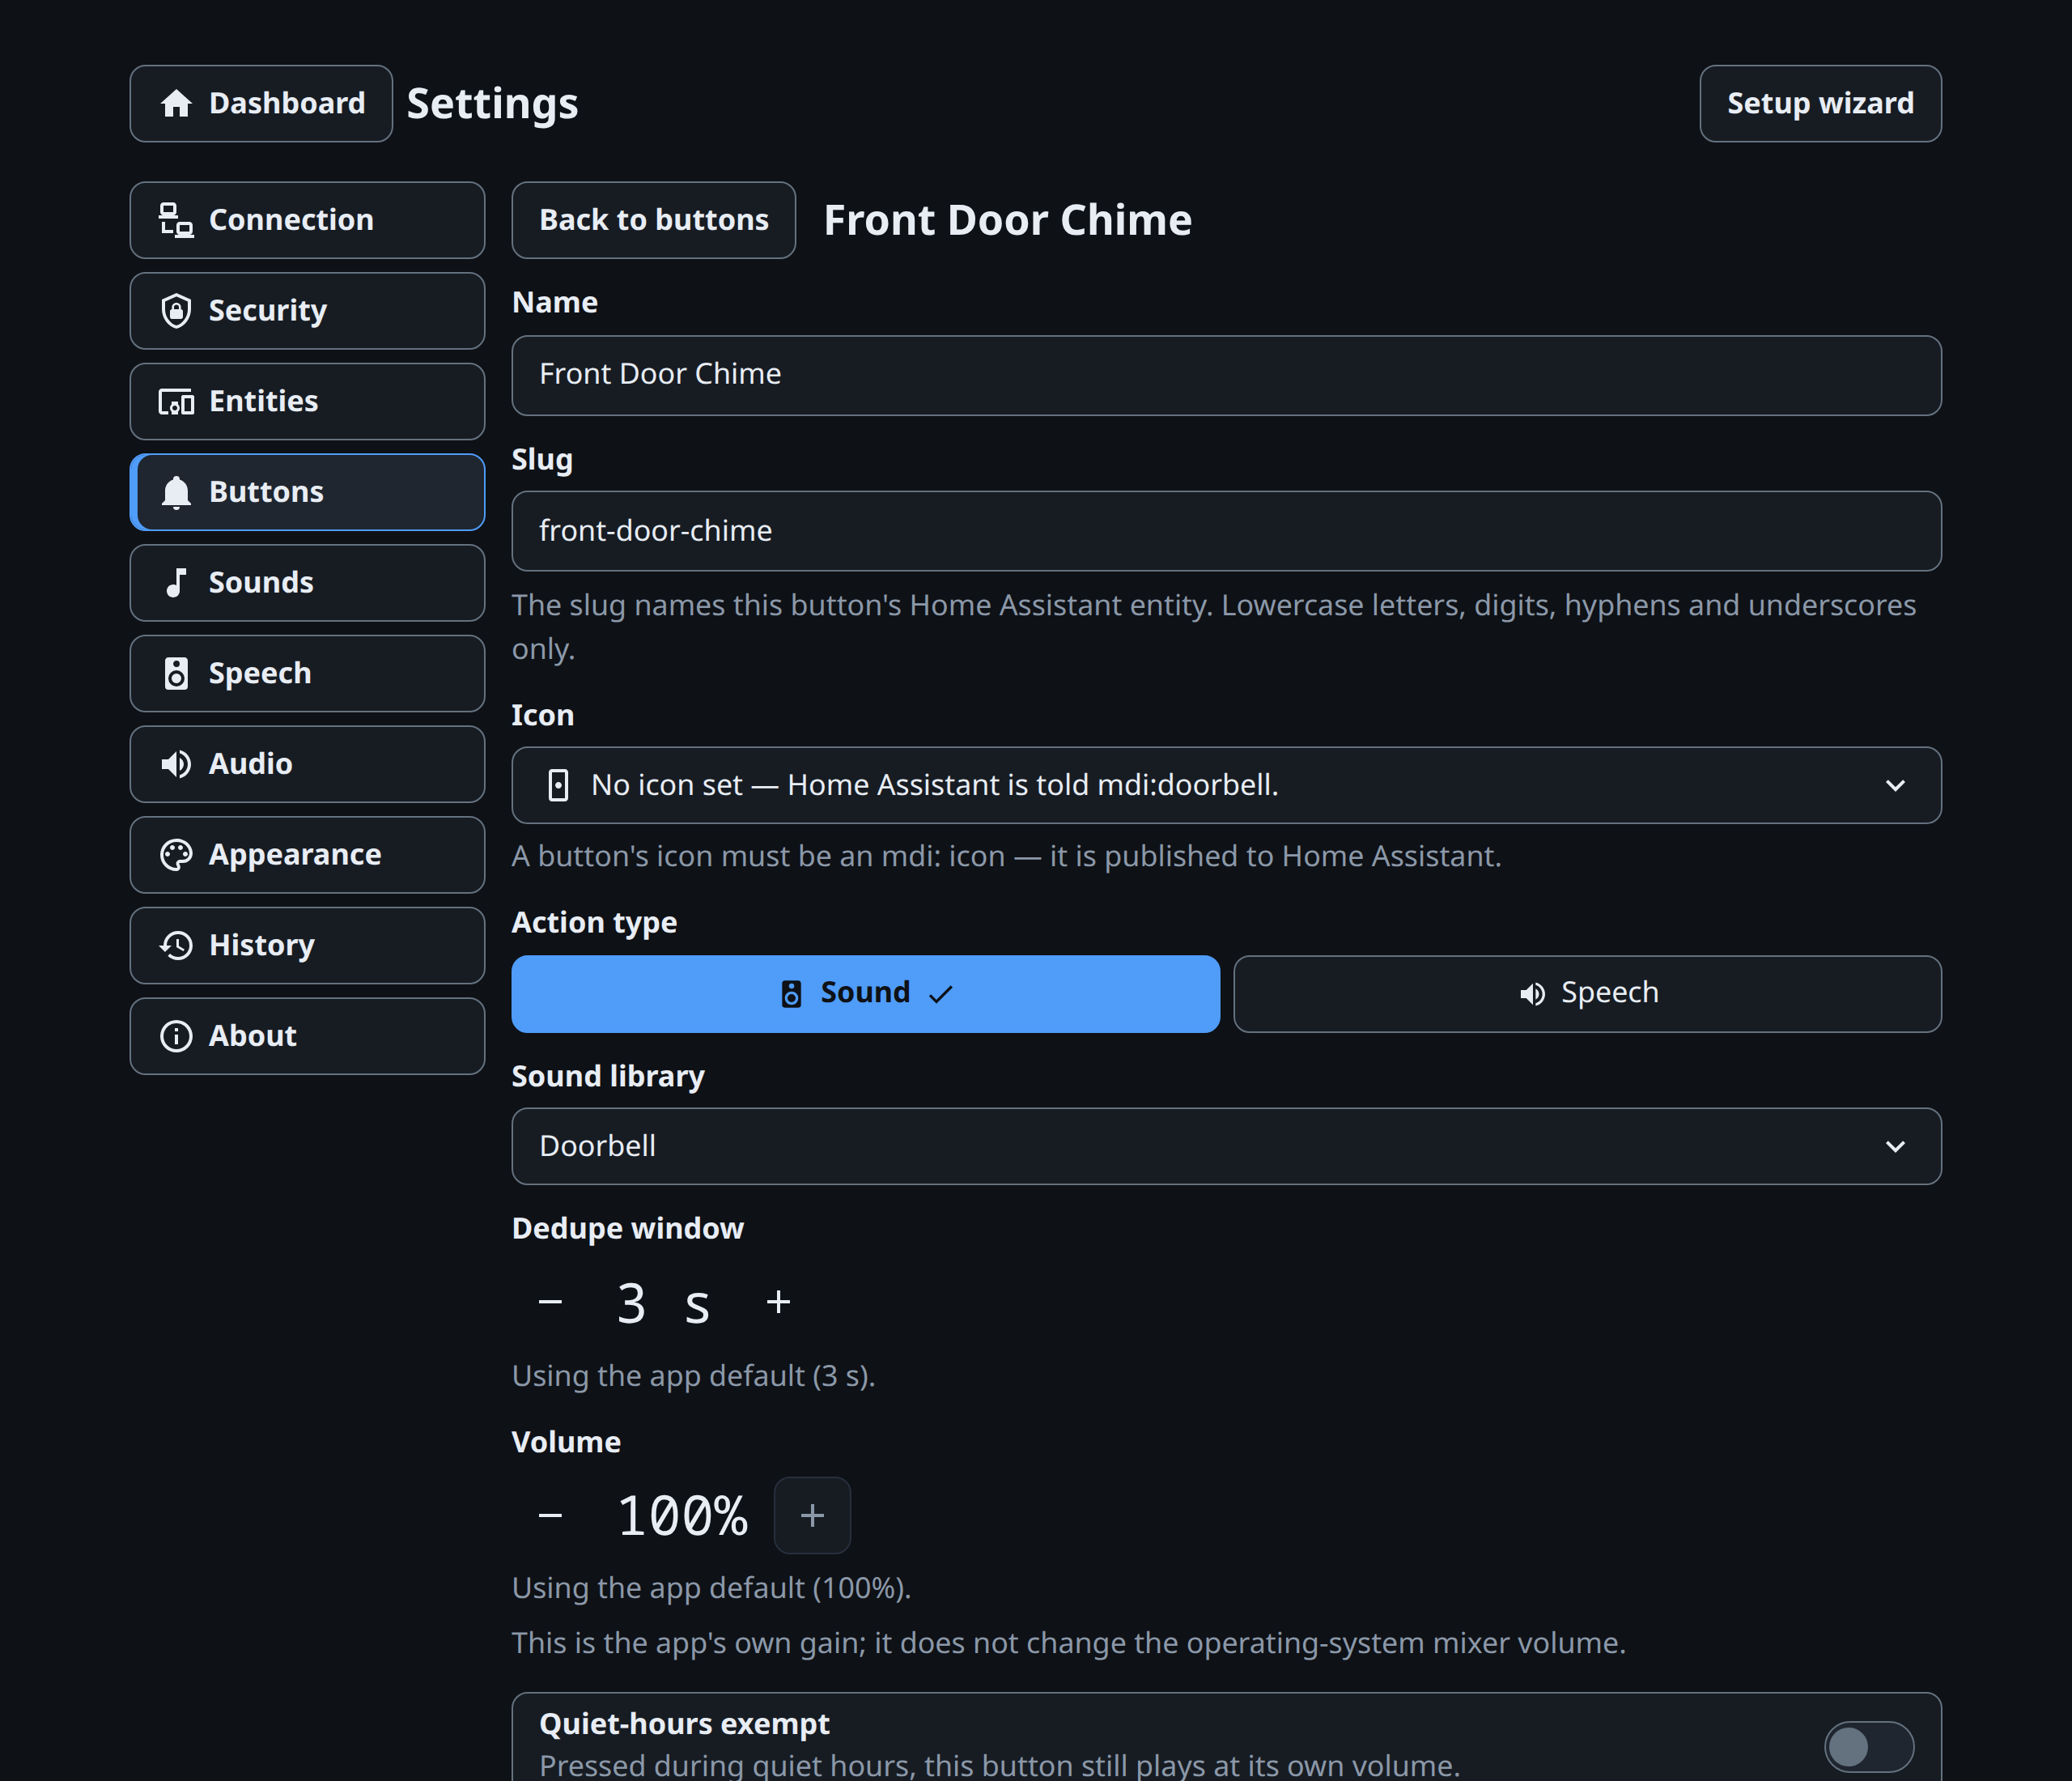 Dashboard
Settings
Setup wizard
Connection
Security
Entities
Buttons
Sounds
Speech
Audio
Appearance
History
About
Back to buttons
Front Door Chime
Name
Front Door Chime
Slug
front-door-chime
The slug names this button's Home Assistant entity. Lowercase letters, digits, hyphens and underscores
only.
Icon
No icon set — Home Assistant is told mdi:doorbell.
A button's icon must be an mdi: icon — it is published to Home Assistant.
Action type
Sound
Speech
Sound library
Doorbell
Dedupe window
− 3 s +
Using the app default (3 s).
Volume
− 100% +
Using the app default (100%).
This is the app's own gain; it does not change the operating-system mixer volume.
Quiet-hours exempt
Pressed during quiet hours, this button still plays at its own volume.